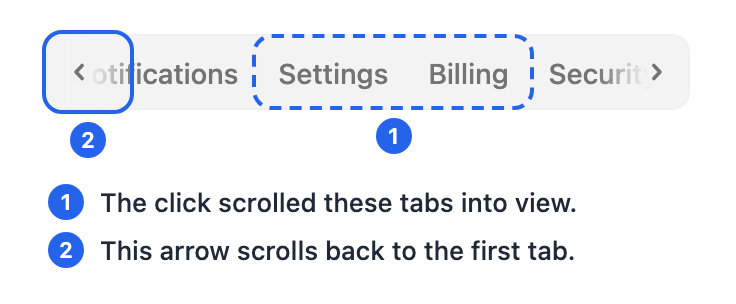 otifications Settings Billing Securit
2 1
1 The click scrolled these tabs into view.
2 This arrow scrolls back to the first tab.